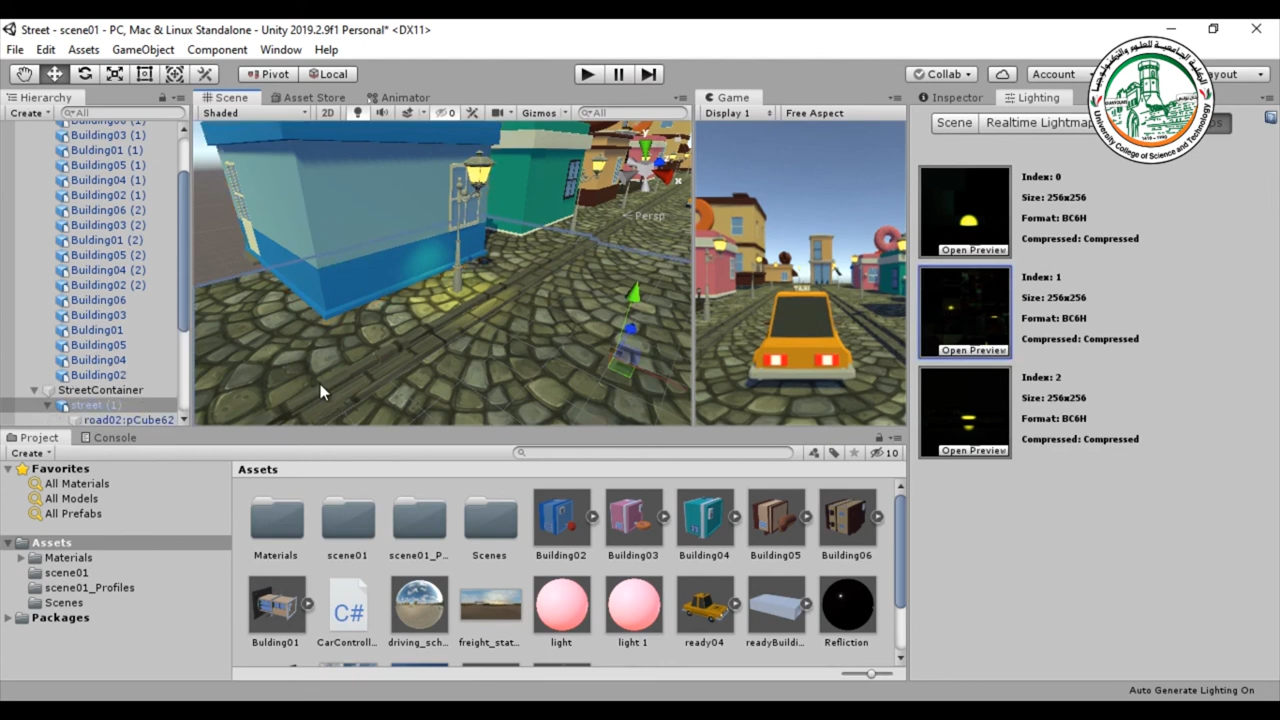 Street - scene01 - PC, Mac & Linux Standalone - Unity 2019.2.9f1 Personal* <DX11>
File Edit Assets GameObject Component Window Help
Pivot Local Collab Account
Hierarchy Scene Asset Store Animator Game Inspector Lighting
Create All Shaded 2D 0 Gizmos All Display 1 Free Aspect Scene Realtime Lightmap
Building03 (1)
Bulding01 (1)
Building05 (1)
Building04 (1)
Building02 (1)
Building06 (2)
Building03 (2)
Bulding01 (2)
Building05 (2)
Building04 (2)
Building02 (2)
Building06
Building03
Bulding01
Building05
Building04
Building02
StreetContainer
street (1)
road02:pCube62
y
x
Persp
TAXI
Index: 0
Size: 256x256
Format: BC6H
Compressed: Compressed
Open Preview
Index: 1
Size: 256x256
Format: BC6H
Compressed: Compressed
Open Preview
Index: 2
Size: 256x256
Format: BC6H
Compressed: Compressed
Open Preview
University College of Science and Technology
Project Console
Create 10
Favorites
All Materials
All Models
All Prefabs
Assets
Materials
scene01
scene01_Profiles
Scenes
Packages
Assets
Materials scene01 scene01_P... Scenes Building02 Building03 Building04 Building05 Building06
Bulding01 CarControll... driving_sch... freight_stat... light light 1 ready04 readyBuildi... Refliction
C#
Auto Generate Lighting On